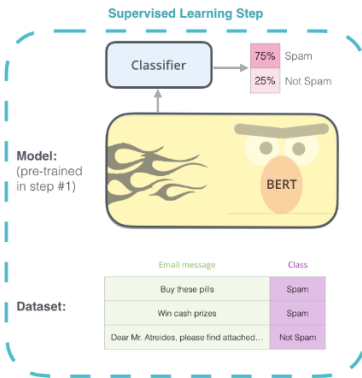 Supervised Learning Step
Classifier
75% Spam
25% Not Spam
Model:
(pre-trained
in step #1)
BERT
Email message Class
Dataset:
Buy these pills Spam
Win cash prizes Spam
Dear Mr. Atreides, please find attached... Not Spam